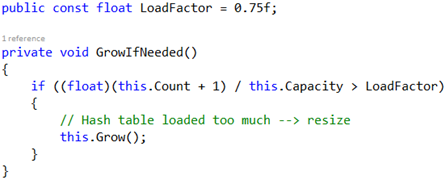 public const float LoadFactor = 0.75f;
1 reference
private void GrowIfNeeded()
{
    if ((float)(this.Count + 1) / this.Capacity > LoadFactor)
    {
        // Hash table loaded too much --> resize
        this.Grow();
    }
}